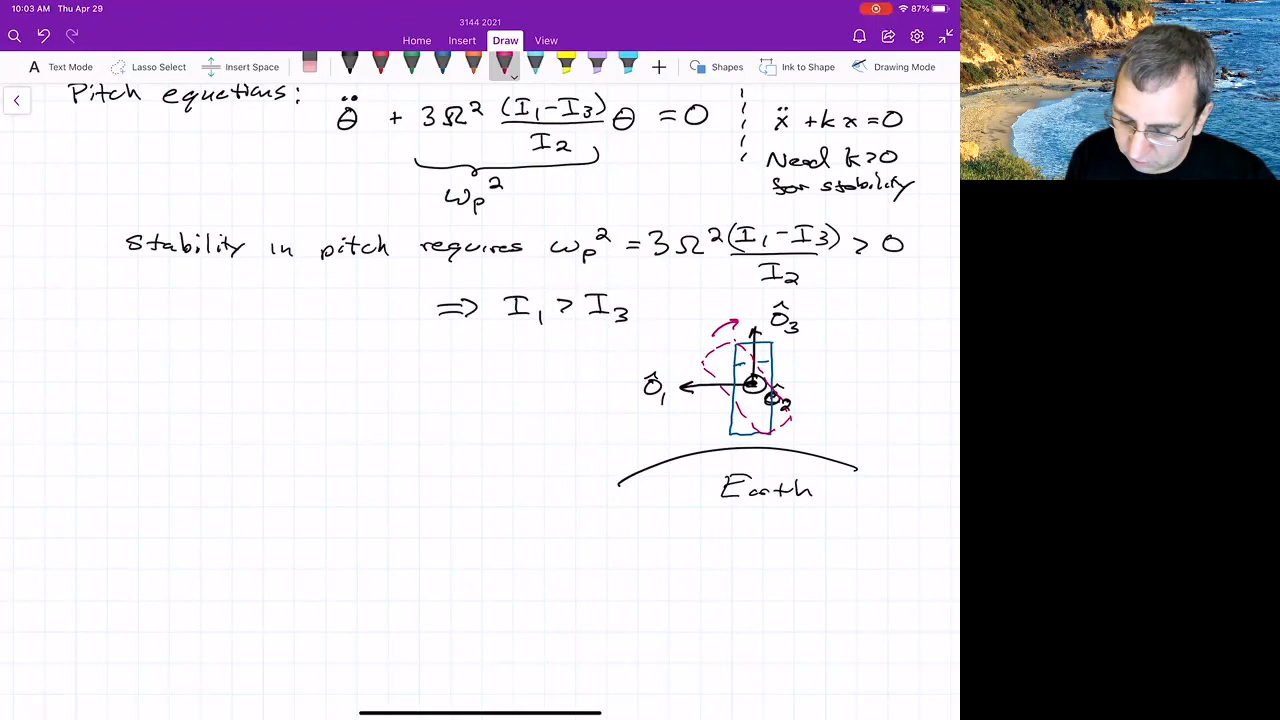 10:03 AM Thu Apr 29
87%
3144 2021
Home Insert Draw View
Text Mode Lasso Select Insert Space Shapes Ink to Shape Drawing Mode
Pitch equations:
θ̈ + 3Ω² (I₁-I₃)/I₂ θ = 0
ωₚ²
ẍ + k x = 0
Need k>0
for stability
Stability in pitch requires ωₚ² = 3Ω² (I₁-I₃)/I₂ > 0
⇒ I₁ > I₃
ô₃
ô₁
ô₂
Earth